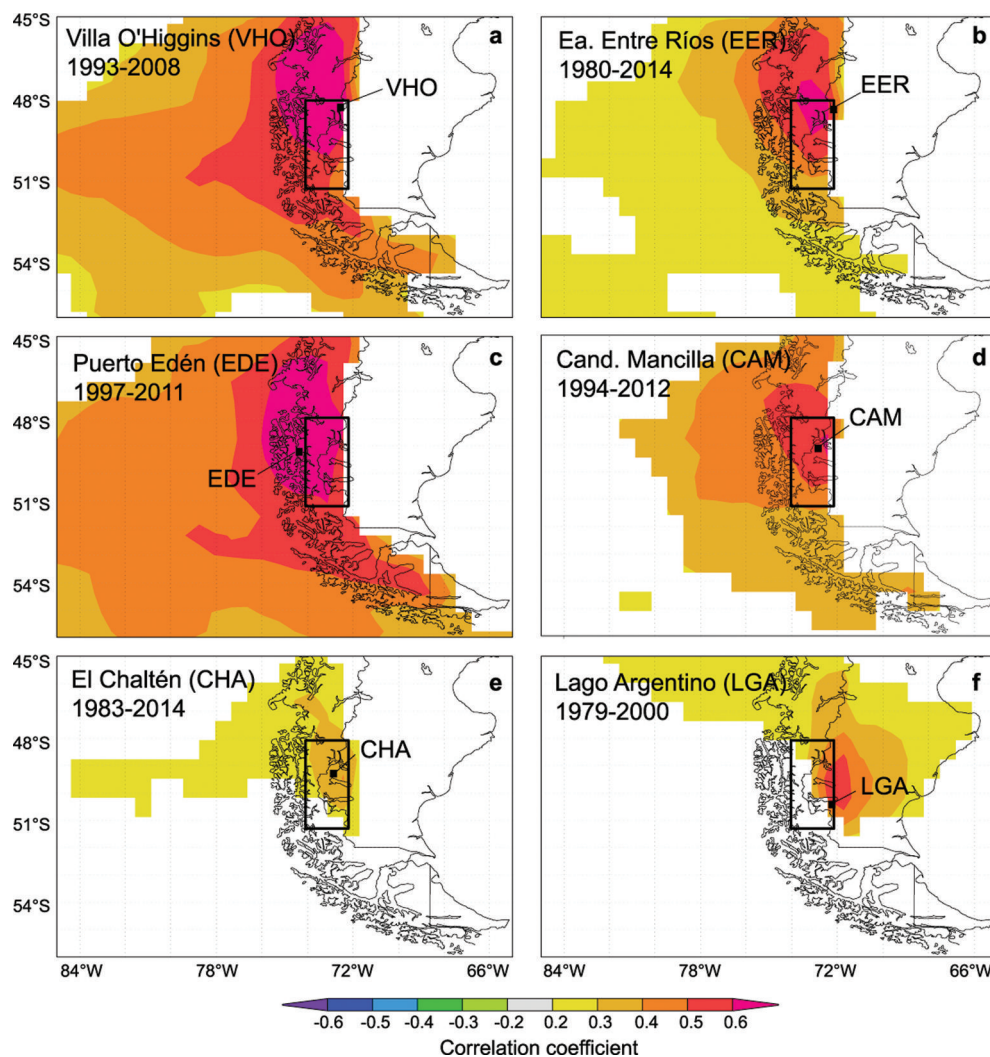 45°S
48°S
51°S
54°S
Villa O'Higgins (VHO)
1993-2008
a
VHO
Ea. Entre Ríos (EER)
1980-2014
b
EER
45°S
48°S
51°S
54°S
Puerto Edén (EDE)
1997-2011
c
EDE
Cand. Mancilla (CAM)
1994-2012
d
CAM
45°S
48°S
51°S
54°S
El Chaltén (CHA)
1983-2014
e
CHA
Lago Argentino (LGA)
1979-2000
f
LGA
84°W 78°W 72°W 66°W 84°W 78°W 72°W 66°W
-0.6 -0.5 -0.4 -0.3 -0.2 0.2 0.3 0.4 0.5 0.6
Correlation coefficient